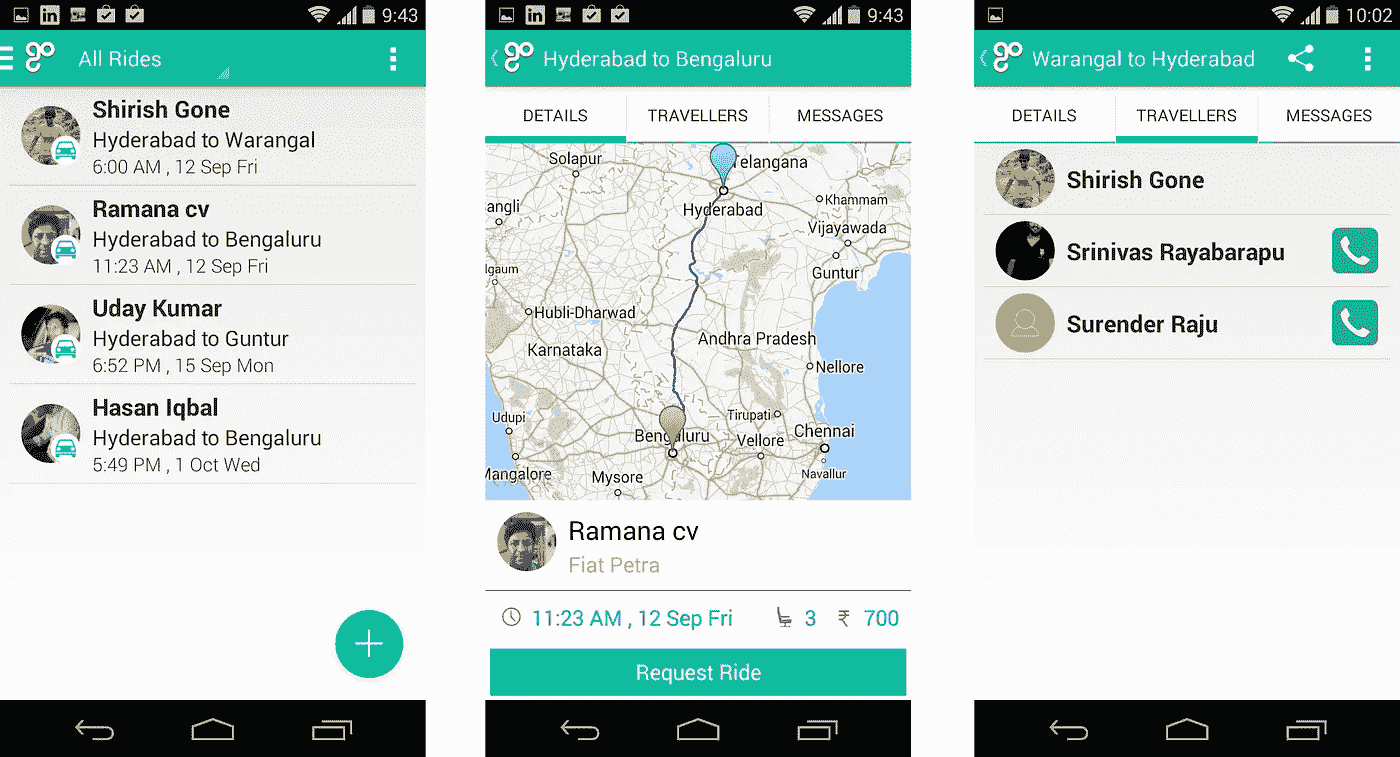 9:43
go All Rides
Shirish Gone
Hyderabad to Warangal
6:00 AM , 12 Sep Fri
Ramana cv
Hyderabad to Bengaluru
11:23 AM , 12 Sep Fri
Uday Kumar
Hyderabad to Guntur
6:52 PM , 15 Sep Mon
Hasan Iqbal
Hyderabad to Bengaluru
5:49 PM , 1 Oct Wed
in 9:43
go Hyderabad to Bengaluru
DETAILS TRAVELLERS MESSAGES
Solapur
Telangana
angli
Hyderabad
Khammam
Vijayawada
lgaum
Guntur
Hubli-Dharwad
Andhra Pradesh
Karnataka
Nellore
Udupi
Tirupati
Bengaluru
Vellore
Chennai
Mangalore
Mysore
Navallur
Ramana cv
Fiat Petra
11:23 AM , 12 Sep Fri 3 ₹ 700
Request Ride
10:02
go Warangal to Hyderabad
DETAILS TRAVELLERS MESSAGES
Shirish Gone
Srinivas Rayabarapu
Surender Raju